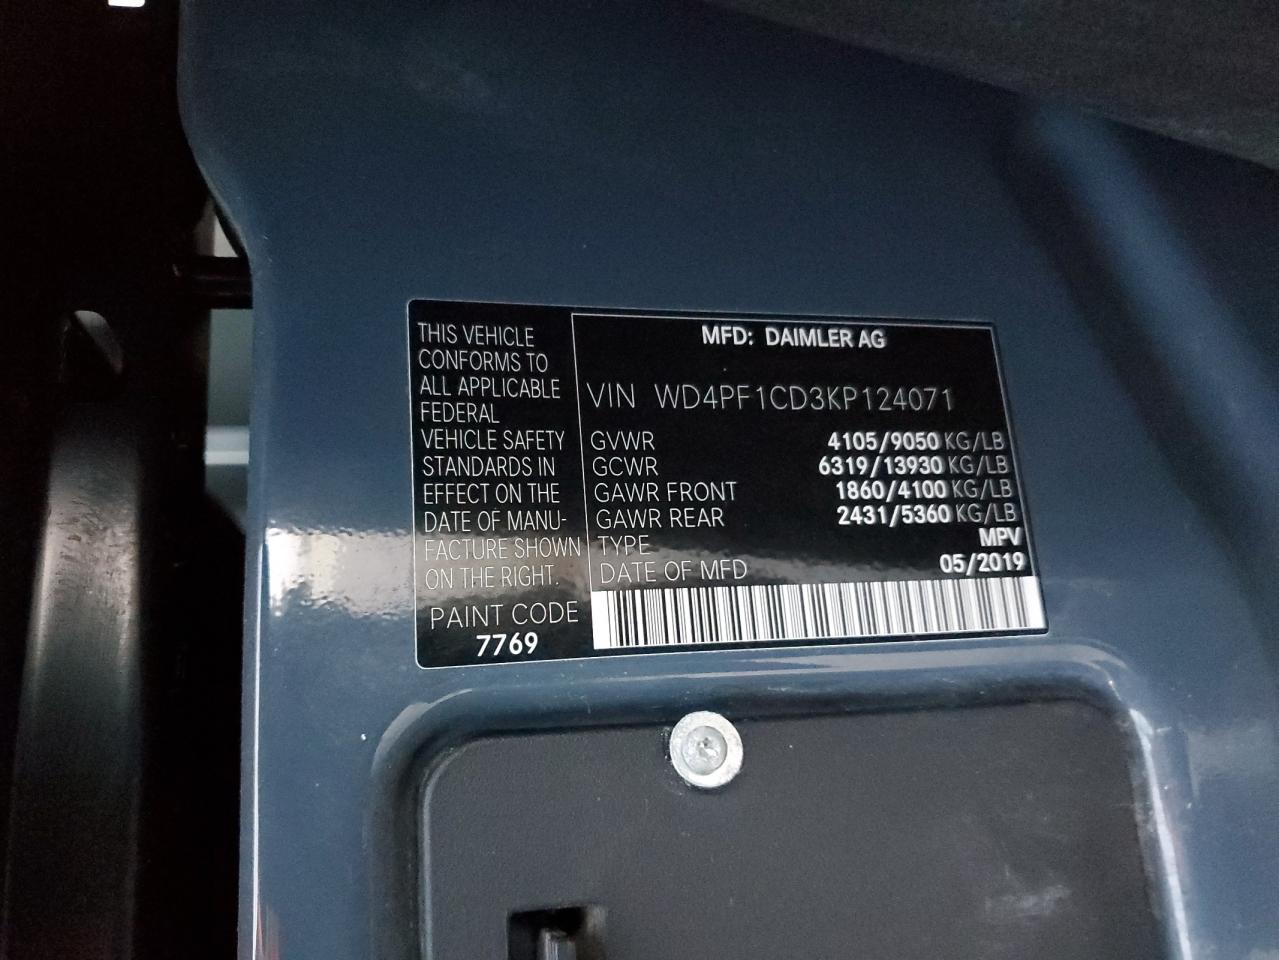 THIS VEHICLE
CONFORMS TO
ALL APPLICABLE
FEDERAL
VEHICLE SAFETY
STANDARDS IN
EFFECT ON THE
DATE OF MANU-
FACTURE SHOWN
ON THE RIGHT.
PAINT CODE
7769
MFD: DAIMLER AG
VIN WD4PF1CD3KP124071
GVWR 4105/9050 KG/LB
GCWR 6319/13930 KG/LB
GAWR FRONT 1860/4100 KG/LB
GAWR REAR 2431/5360 KG/LB
TYPE MPV
DATE OF MFD 05/2019